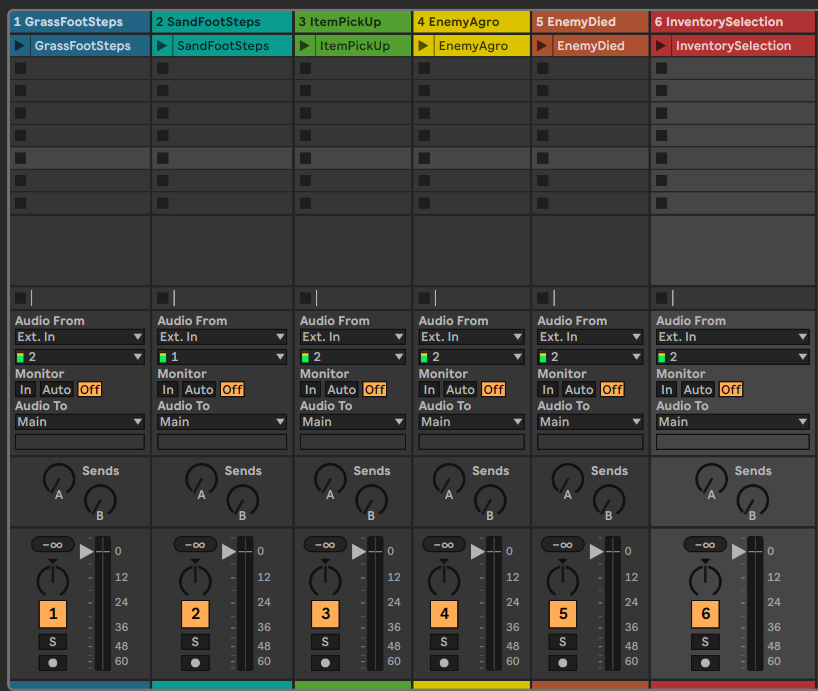 1 GrassFootSteps 2 SandFootSteps 3 ItemPickUp 4 EnemyAgro 5 EnemyDied 6 InventorySelection
GrassFootSteps SandFootSteps ItemPickUp EnemyAgro EnemyDied InventorySelection
Audio From Audio From Audio From Audio From Audio From Audio From
Ext. In Ext. In Ext. In Ext. In Ext. In Ext. In
2 1 2 2 2 2
Monitor Monitor Monitor Monitor Monitor Monitor
In Auto Off In Auto Off In Auto Off In Auto Off In Auto Off In Auto Off
Audio To Audio To Audio To Audio To Audio To Audio To
Main Main Main Main Main Main
Sends Sends Sends Sends Sends Sends
A A A A A A
B B B B B B
-∞ 0 -∞ 0 -∞ 0 -∞ 0 -∞ 0 -∞ 0
12 12 12 12 12 12
24 24 24 24 24 24
1 2 3 4 5 6
36 36 36 36 36 36
S 48 S 48 S 48 S 48 S 48 S 48
60 60 60 60 60 60